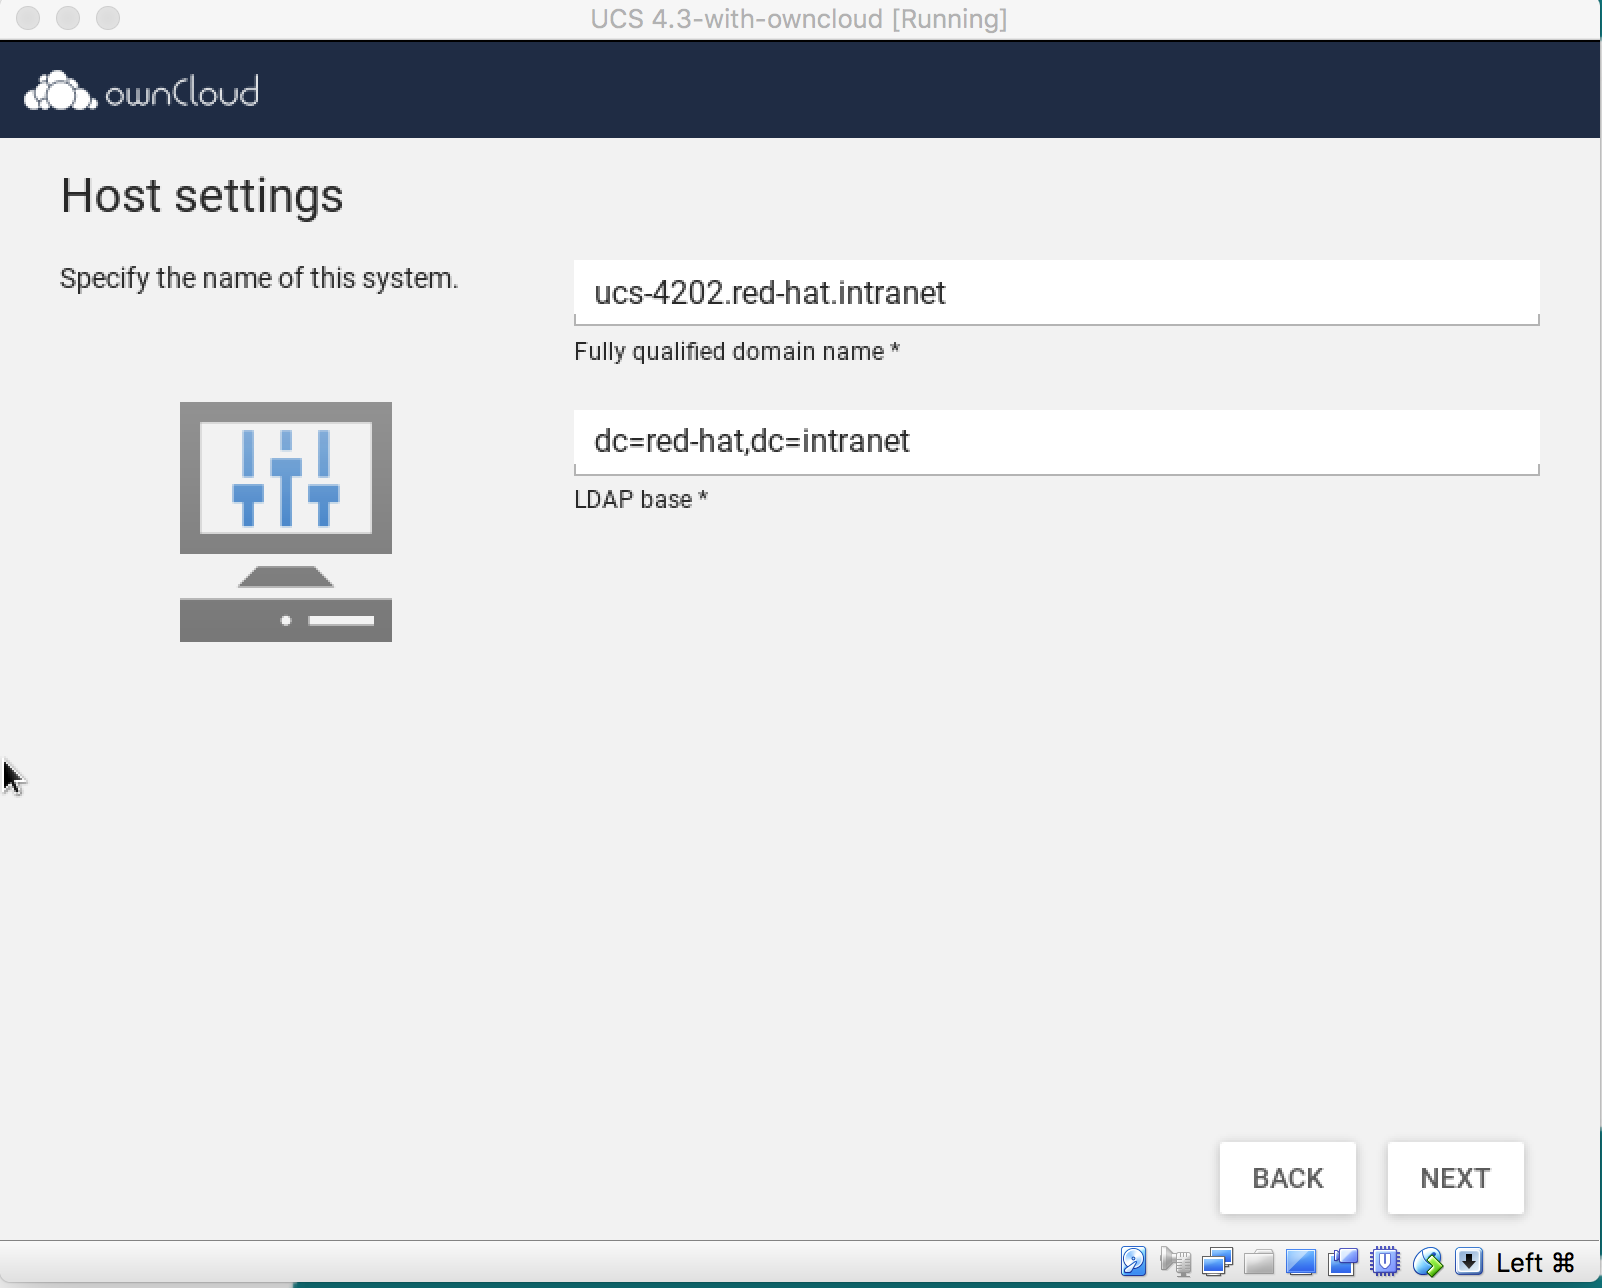 UCS 4.3-with-owncloud [Running]
ownCloud
Host settings
Specify the name of this system.
ucs-4202.red-hat.intranet
Fully qualified domain name *
dc=red-hat,dc=intranet
LDAP base *
BACK
NEXT
Left ⌘